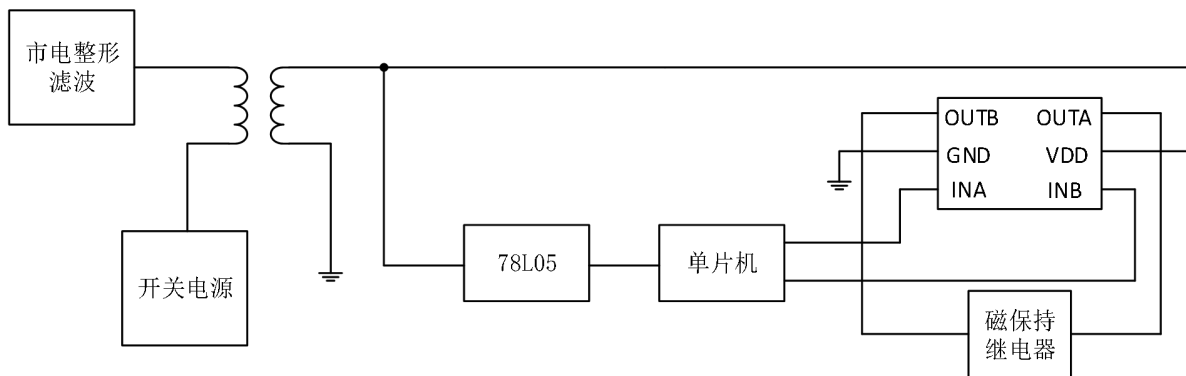 市电整形
滤波
开关电源
78L05
单片机
OUTB OUTA
GND VDD
INA INB
磁保持
继电器